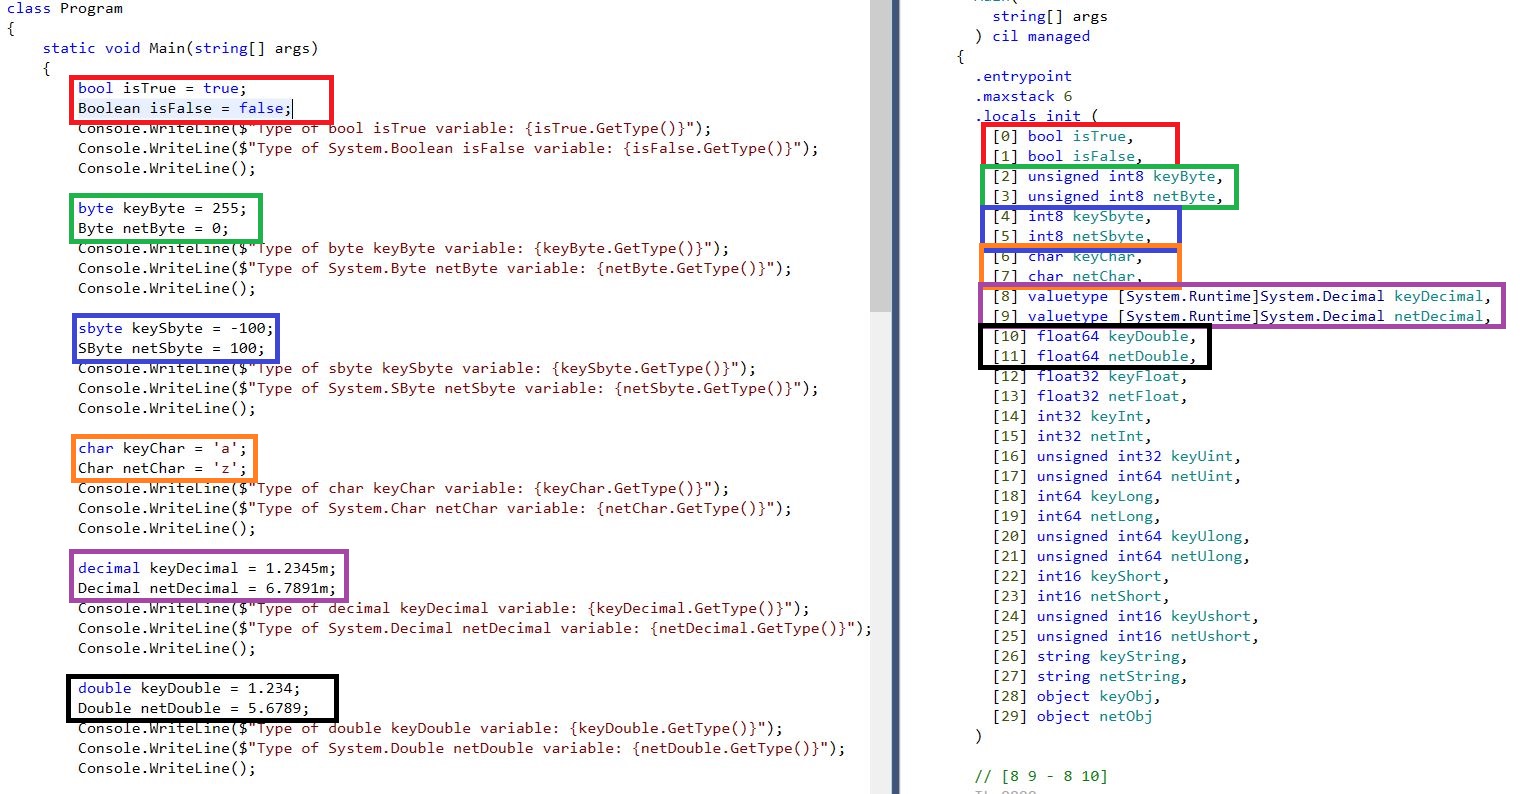 class Program
{
static void Main(string[] args)
{
bool isTrue = true;
Boolean isFalse = false;
Console.WriteLine($"Type of bool isTrue variable: {isTrue.GetType()}");
Console.WriteLine($"Type of System.Boolean isFalse variable: {isFalse.GetType()}");
Console.WriteLine();
byte keyByte = 255;
Byte netByte = 0;
Console.WriteLine($"Type of byte keyByte variable: {keyByte.GetType()}");
Console.WriteLine($"Type of System.Byte netByte variable: {netByte.GetType()}");
Console.WriteLine();
sbyte keySbyte = -100;
SByte netSbyte = 100;
Console.WriteLine($"Type of sbyte keySbyte variable: {keySbyte.GetType()}");
Console.WriteLine($"Type of System.SByte netSbyte variable: {netSbyte.GetType()}");
Console.WriteLine();
char keyChar = 'a';
Char netChar = 'z';
Console.WriteLine($"Type of char keyChar variable: {keyChar.GetType()}");
Console.WriteLine($"Type of System.Char netChar variable: {netChar.GetType()}");
Console.WriteLine();
decimal keyDecimal = 1.2345m;
Decimal netDecimal = 6.7891m;
Console.WriteLine($"Type of decimal keyDecimal variable: {keyDecimal.GetType()}");
Console.WriteLine($"Type of System.Decimal netDecimal variable: {netDecimal.GetType()}");
Console.WriteLine();
double keyDouble = 1.234;
Double netDouble = 5.6789;
Console.WriteLine($"Type of double keyDouble variable: {keyDouble.GetType()}");
Console.WriteLine($"Type of System.Double netDouble variable: {netDouble.GetType()}");
Console.WriteLine();
string[] args
) cil managed
{
.entrypoint
.maxstack 6
.locals init (
[0] bool isTrue,
[1] bool isFalse,
[2] unsigned int8 keyByte,
[3] unsigned int8 netByte,
[4] int8 keySbyte,
[5] int8 netSbyte,
[6] char keyChar,
[7] char netChar,
[8] valuetype [System.Runtime]System.Decimal keyDecimal,
[9] valuetype [System.Runtime]System.Decimal netDecimal,
[10] float64 keyDouble,
[11] float64 netDouble,
[12] float32 keyFloat,
[13] float32 netFloat,
[14] int32 keyInt,
[15] int32 netInt,
[16] unsigned int32 keyUint,
[17] unsigned int64 netUint,
[18] int64 keyLong,
[19] int64 netLong,
[20] unsigned int64 keyUlong,
[21] unsigned int64 netUlong,
[22] int16 keyShort,
[23] int16 netShort,
[24] unsigned int16 keyUshort,
[25] unsigned int16 netUshort,
[26] string keyString,
[27] string netString,
[28] object keyObj,
[29] object netObj
)
// [8 9 - 8 10]